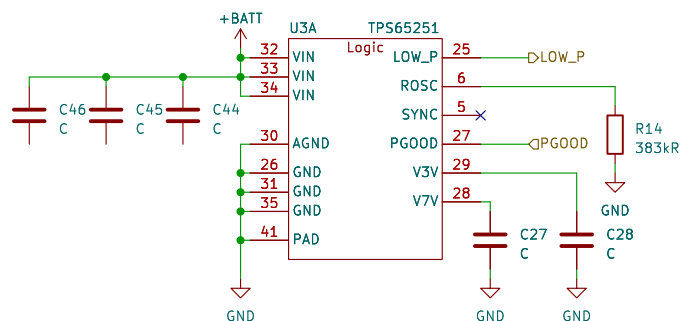 +BATT
U3A
TPS65251
Logic
32
VIN
33
VIN
34
VIN
30
AGND
26
GND
31
GND
35
GND
41
PAD
25
LOW_P
LOW_P
6
ROSC
5
SYNC
27
PGOOD
PGOOD
29
V3V
28
V7V
C46
C
C45
C
C44
C
R14
383kR
GND
C27
C
C28
C
GND
GND
GND